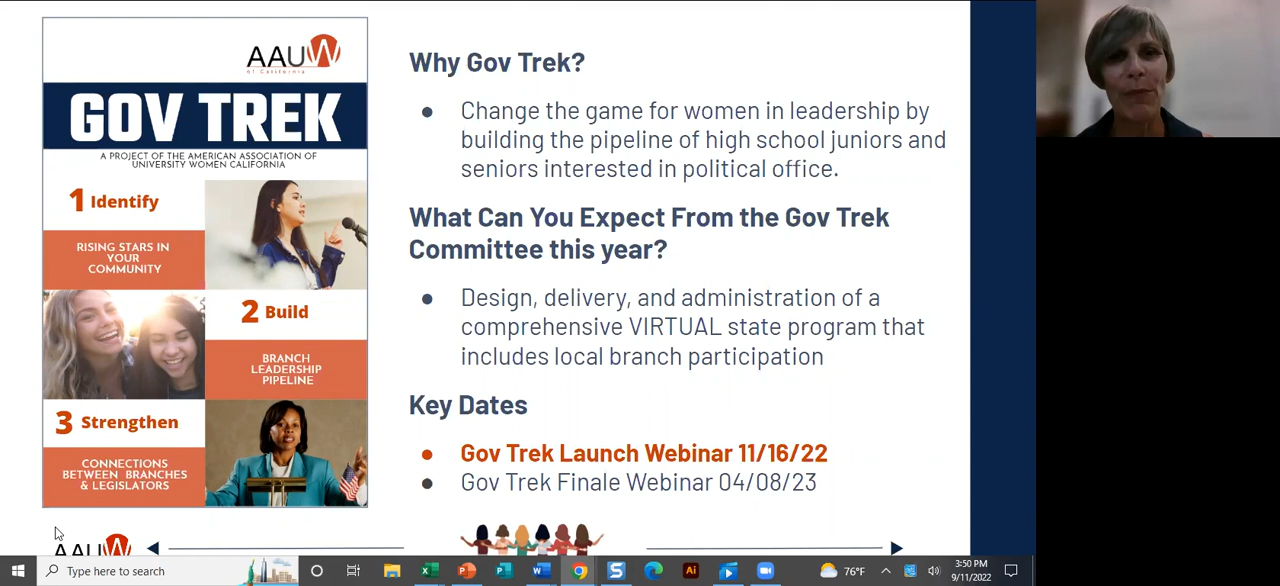 AAUW
of California
GOV TREK
A PROJECT OF THE AMERICAN ASSOCIATION OF
UNIVERSITY WOMEN CALIFORNIA
1 Identify
RISING STARS IN
YOUR
COMMUNITY
2 Build
BRANCH
LEADERSHIP
PIPELINE
3 Strengthen
CONNECTIONS
BETWEEN BRANCHES
& LEGISLATORS
Why Gov Trek?
● Change the game for women in leadership by
building the pipeline of high school juniors and
seniors interested in political office.
What Can You Expect From the Gov Trek
Committee this year?
● Design, delivery, and administration of a
comprehensive VIRTUAL state program that
includes local branch participation
Key Dates
● Gov Trek Launch Webinar 11/16/22
● Gov Trek Finale Webinar 04/08/23
AAUW
Type here to search
Ai
76°F
3:50 PM
9/11/2022